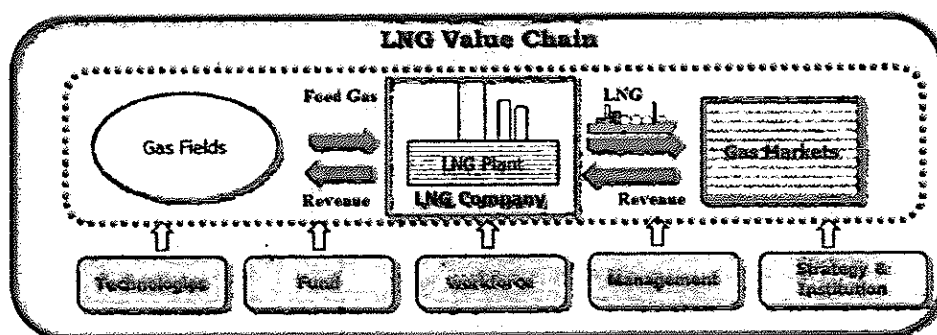 LNG Value Chain
Feed Gas
LNG
Gas Fields
LNG Plant
Gas Markets
Revenue
LNG Company
Revenue
Technologies
Fund
Workforce
Management
Strategy &
Institution